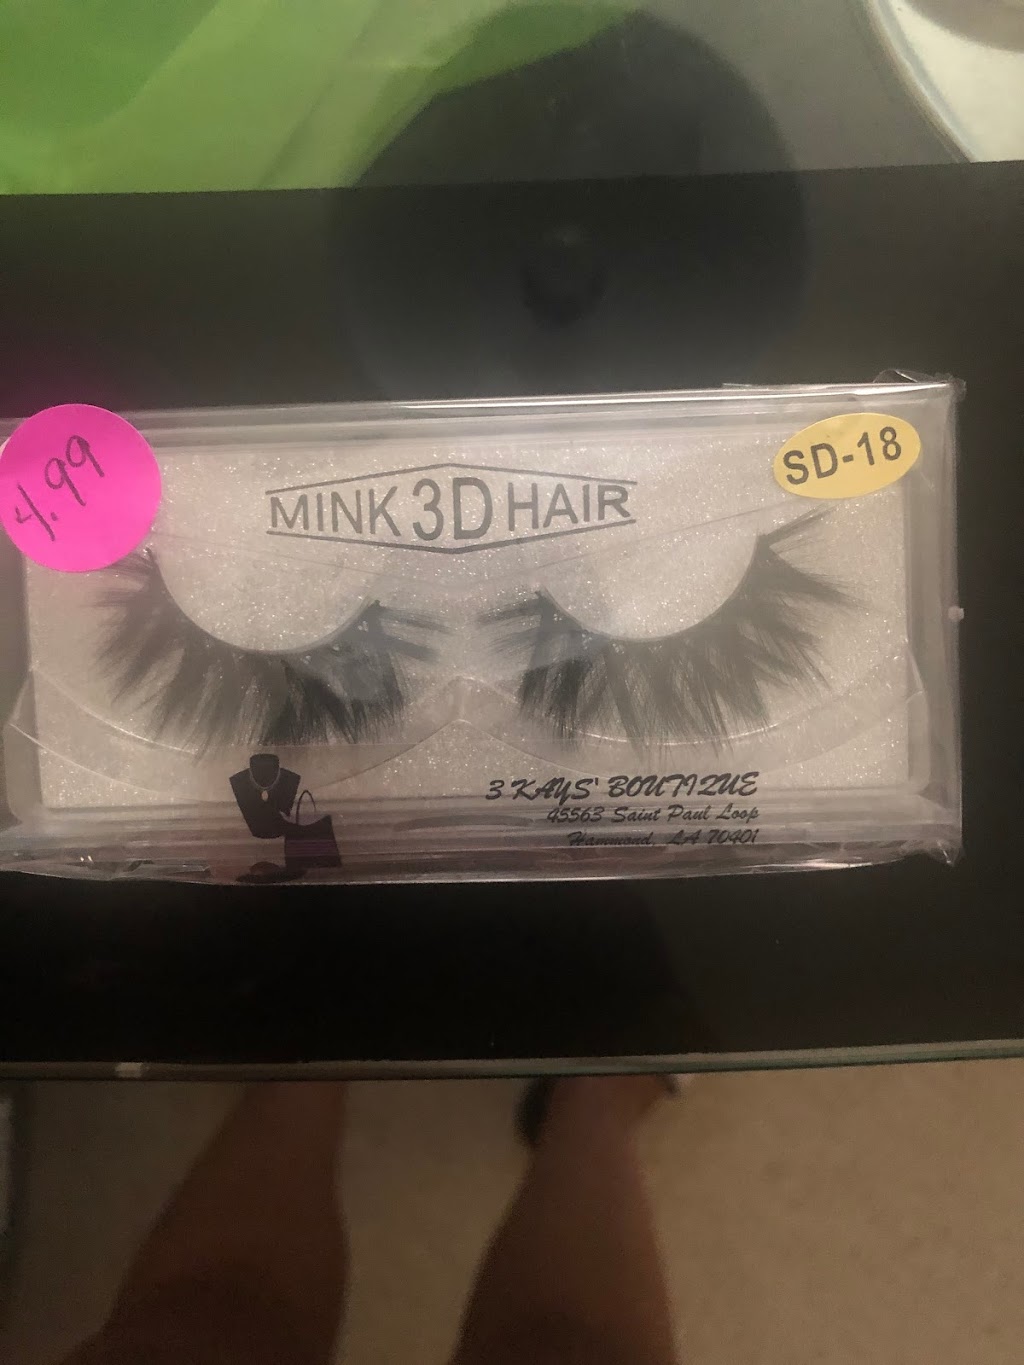 4.99
SD-18
MINK 3D HAIR
3 KAYS' BOUTIQUE
45563 Saint Paul Loop
Hammond, LA 70401